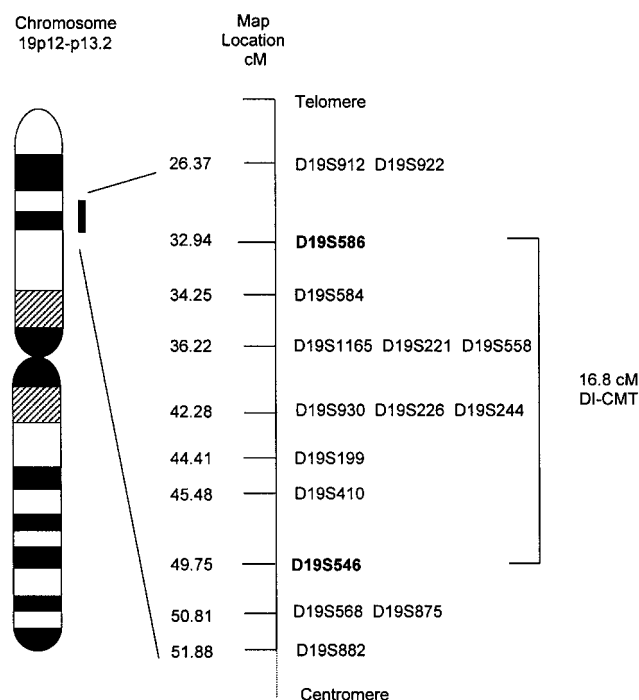 Chromosome
19p12-p13.2
Map
Location
cM
Telomere
26.37 D19S912 D19S922
32.94 D19S586
34.25 D19S584
36.22 D19S1165 D19S221 D19S558
42.28 D19S930 D19S226 D19S244
44.41 D19S199
45.48 D19S410
49.75 D19S546
50.81 D19S568 D19S875
51.88 D19S882
Centromere
16.8 cM
DI-CMT